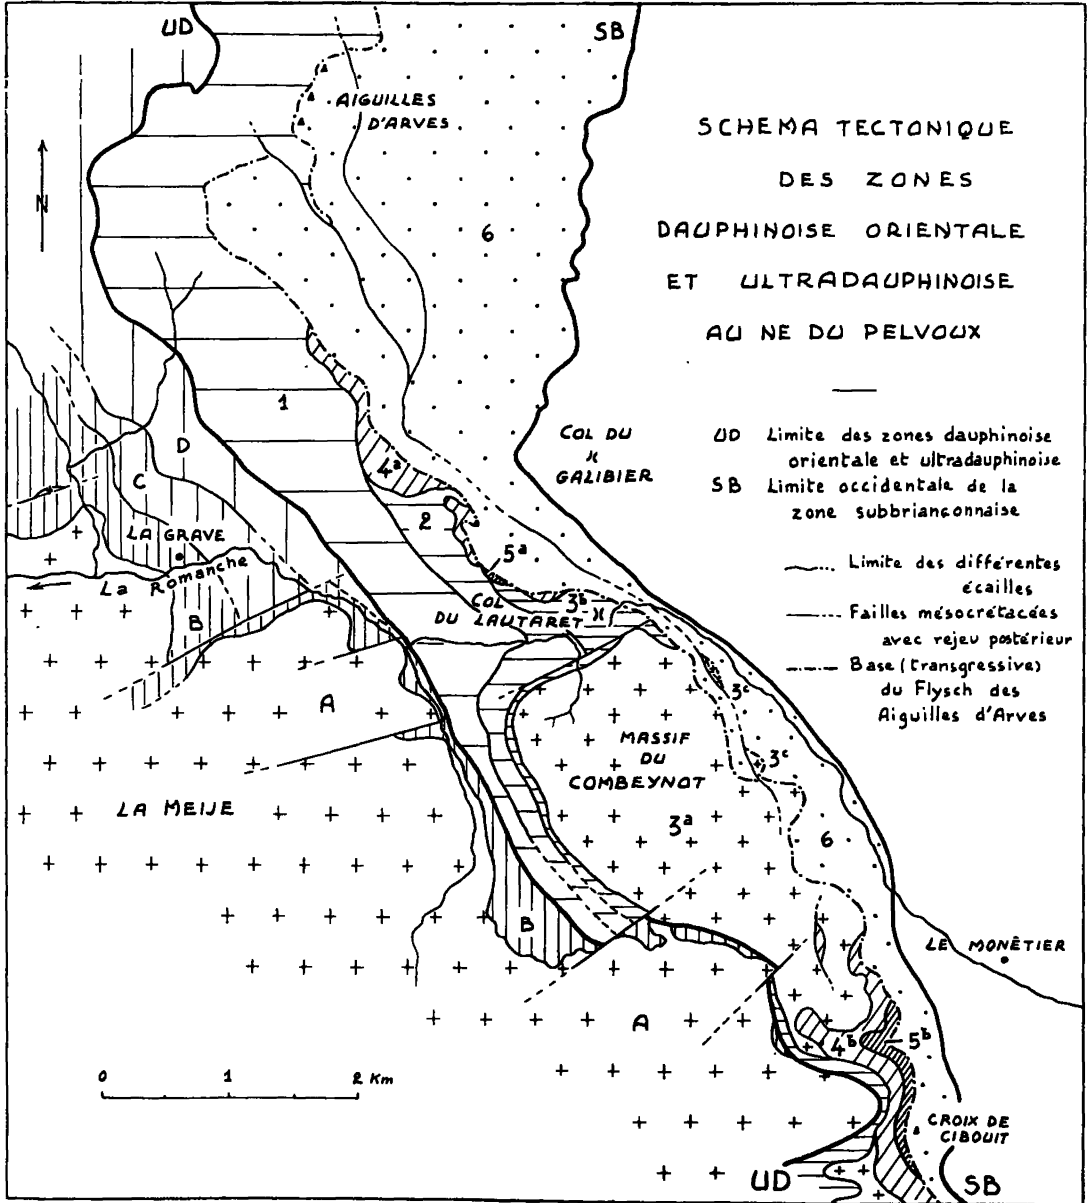 UD
SB
AIGUILLES
D'ARVES
N
SCHEMA TECTONIQUE
DES ZONES
DAUPHINOISE ORIENTALE
ET ULTRADAUPHINOISE
AU NE DU PELVOUX
6
1
COL DU
GALIBIER
UD Limite des zones dauphinoise
orientale et ultradauphinoise
SB Limite occidentale de la
zone subbriançonnaise
D
C
4a
2
LA GRAVE
La Romanche
5a
COL
DU LAUTARET
3b
Limite des différentes
écailles
Failles mésocrétacées
avec rejeu postérieur
Base (transgressive)
du Flysch des
Aiguilles d'Arves
B
A
3c
MASSIF
DU
COMBEYNOT
3c
LA MEIJE
3a
6
B
LE MONÊTIER
A
4b
5b
0 1 2 Km
CROIX DE
CIBOUIT
UD
SB